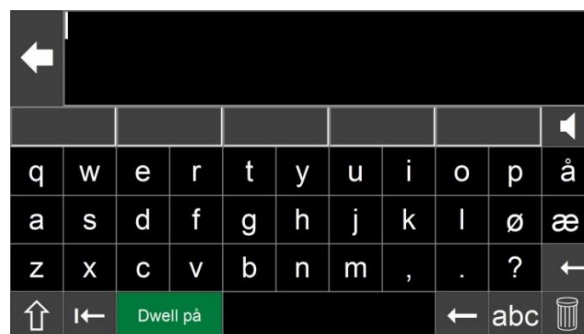 q w e r t y u i o p å
a s d f g h j k l ø æ
z x c v b n m , . ?
Dwell på abc